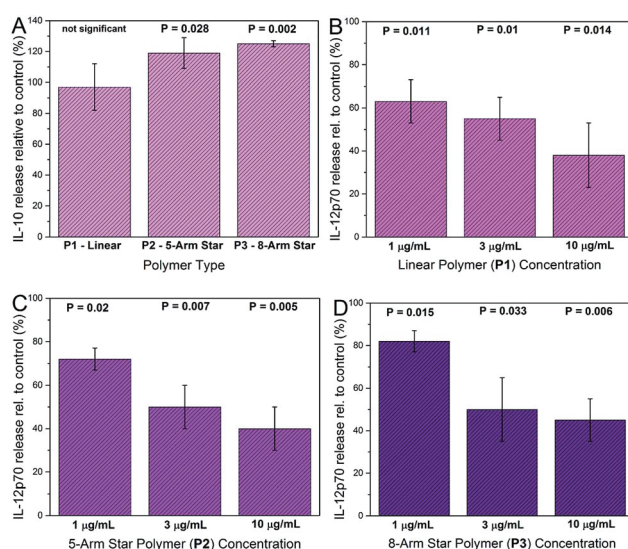 A
not significant P = 0.028 P = 0.002
IL-10 release relative to control (%)
140
120
100
80
60
40
20
0
P1 - Linear P2 - 5-Arm Star P3 - 8-Arm Star
Polymer Type
B
P = 0.011 P = 0.01 P = 0.014
IL-12p70 release rel. to control (%)
100
80
60
40
20
0
1 µg/mL 3 µg/mL 10 µg/mL
Linear Polymer (P1) Concentration
C
P = 0.02 P = 0.007 P = 0.005
IL-12p70 release rel. to control (%)
100
80
60
40
20
0
1 µg/mL 3 µg/mL 10 µg/mL
5-Arm Star Polymer (P2) Concentration
D
P = 0.015 P = 0.033 P = 0.006
IL-12p70 release rel. to control (%)
100
80
60
40
20
0
1 µg/mL 3 µg/mL 10 µg/mL
8-Arm Star Polymer (P3) Concentration